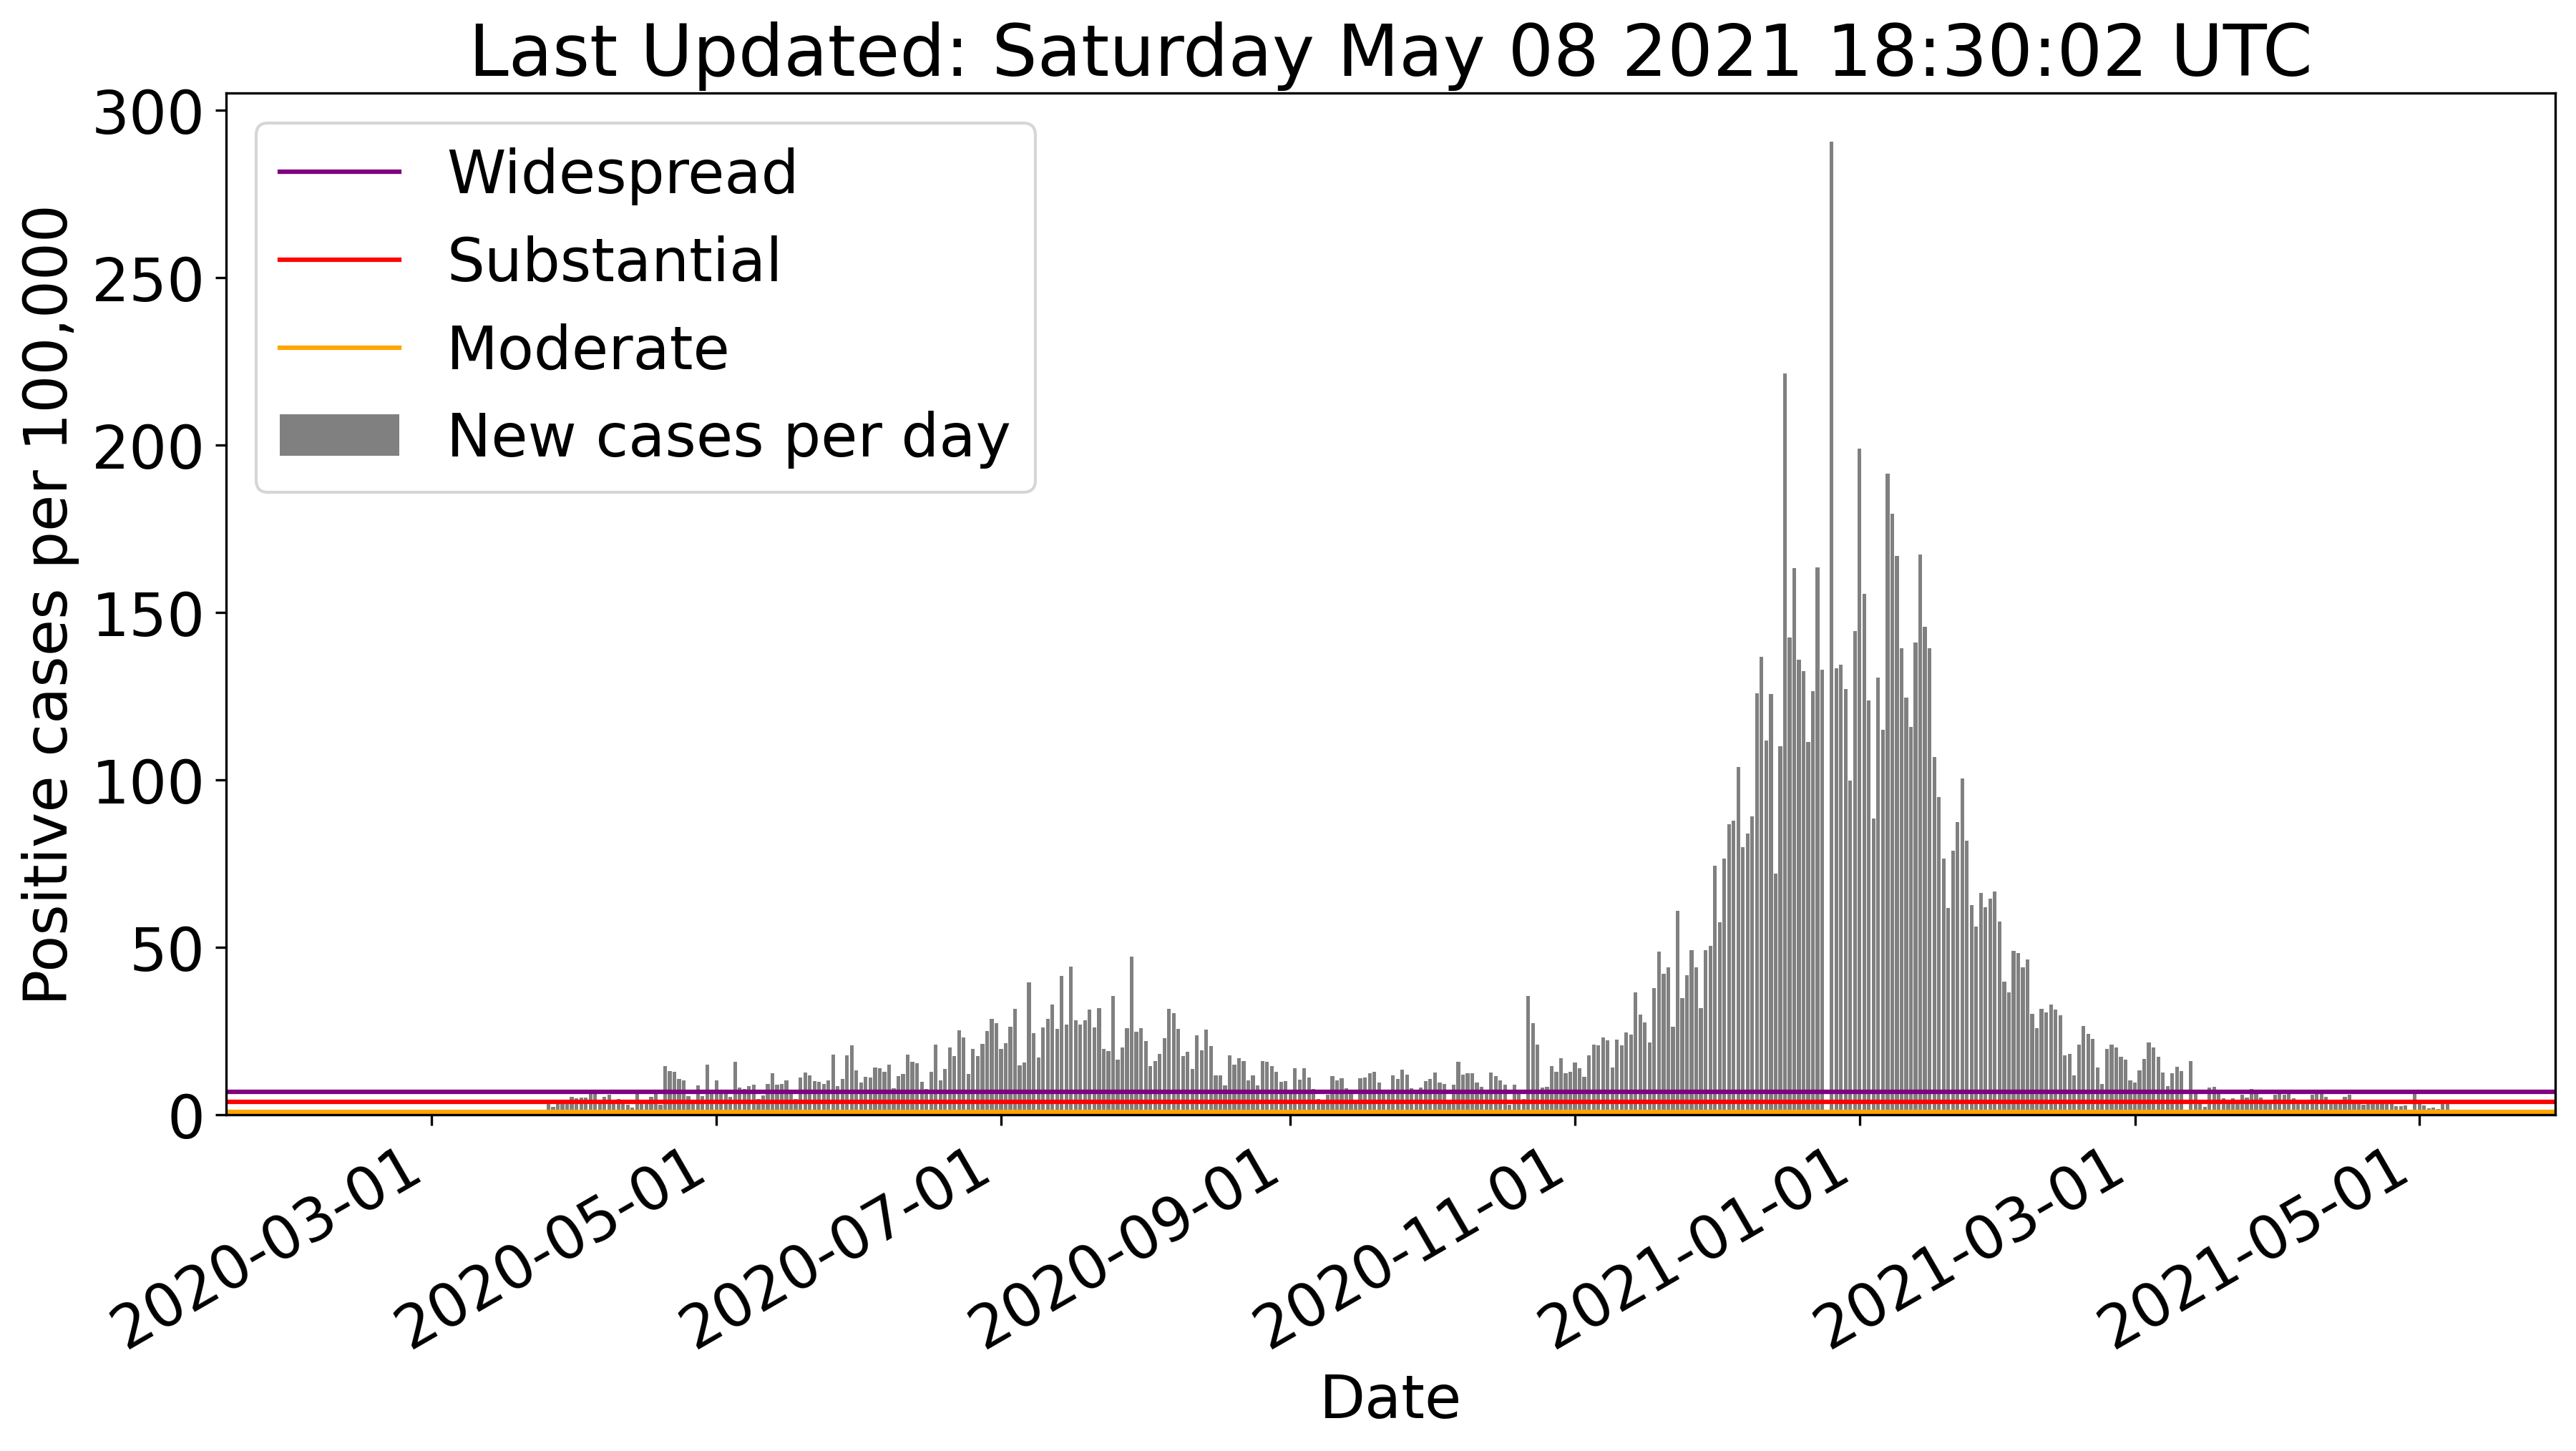 Last Updated: Saturday May 08 2021 18:30:02 UTC
300
250
200
150
100
50
0
Positive cases per 100,000
Widespread
Substantial
Moderate
New cases per day
2020-03-01
2020-05-01
2020-07-01
2020-09-01
2020-11-01
2021-01-01
2021-03-01
2021-05-01
Date